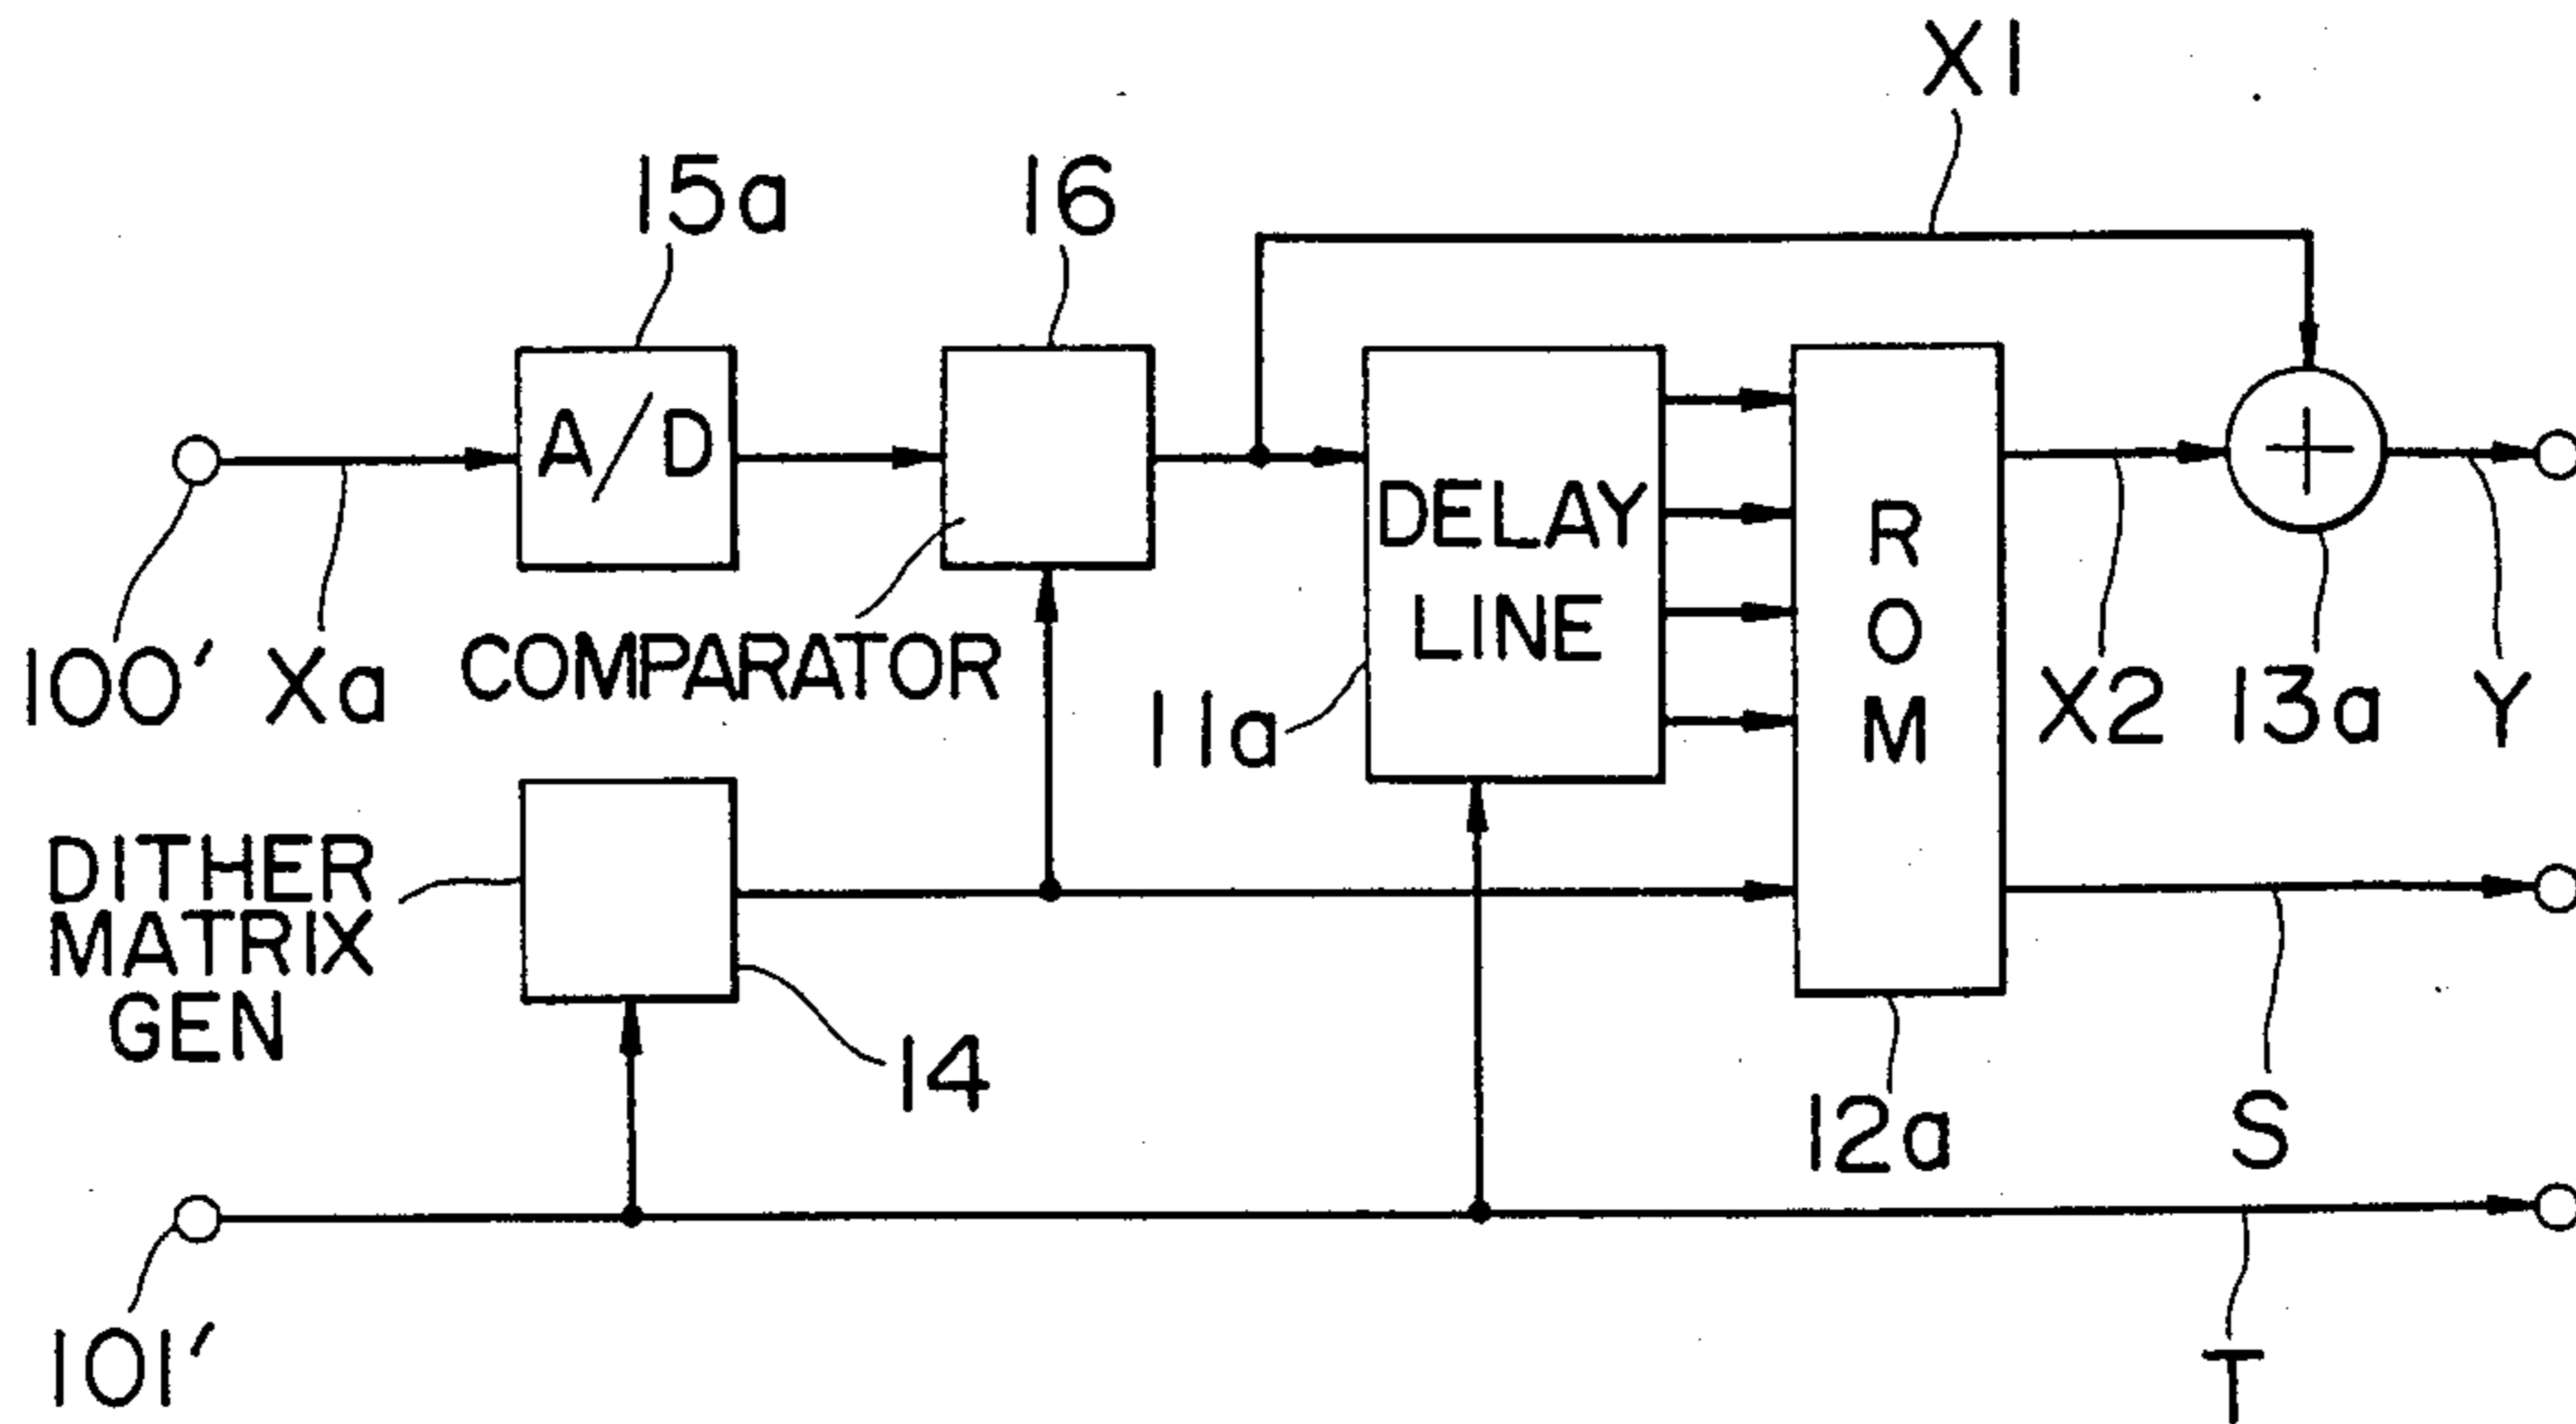 X1
15a
16
A/D
DELAY
LINE
R
O
M
100'
Xa
COMPARATOR
11a
X2
13a
Y
DITHER
MATRIX
GEN
14
12a
S
101'
T